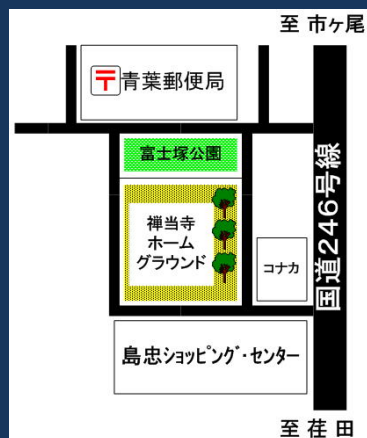 至 市ヶ尾
〒青葉郵便局
富士塚公園
国道246号線
禅当寺
ホーム
グラウンド
コナカ
島忠ショッピング・センター
至 荏 田